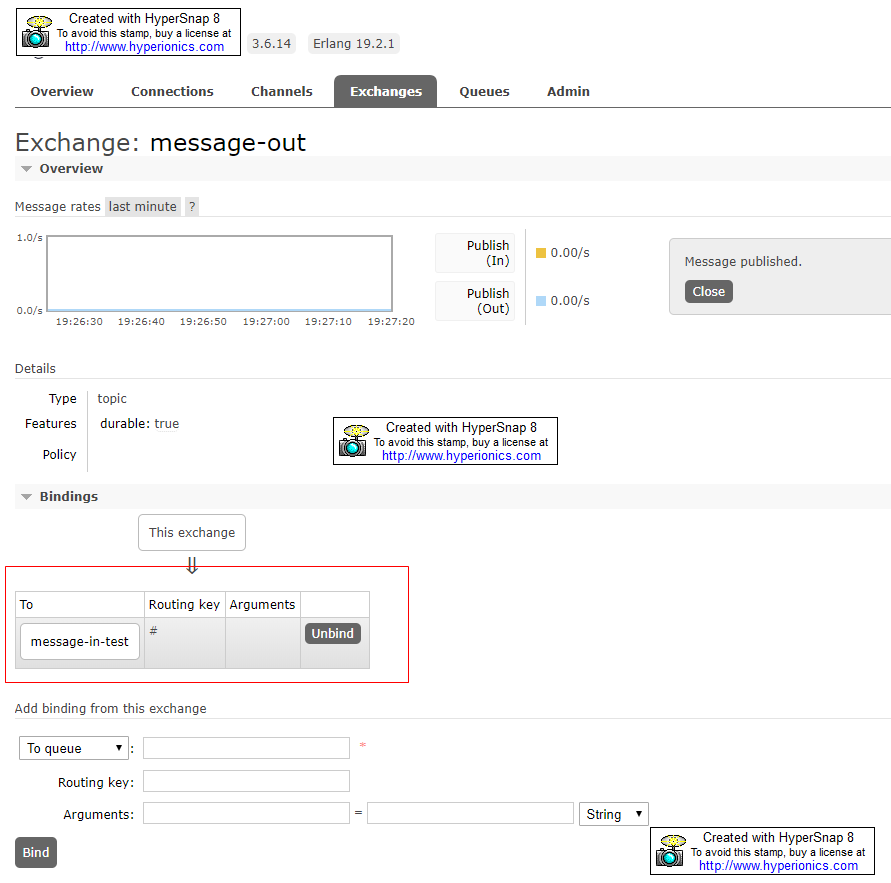 Created with HyperSnap 8
To avoid this stamp, buy a license at
http://www.hyperionics.com
3.6.14 Erlang 19.2.1
Overview Connections Channels Exchanges Queues Admin
Exchange: message-out
Overview
Message rates last minute ?
1.0/s
0.0/s
19:26:30 19:26:40 19:26:50 19:27:00 19:27:10 19:27:20
Publish
(In)
0.00/s
Publish
(Out)
0.00/s
Message published.
Close
Details
Type topic
Features durable: true
Policy
Created with HyperSnap 8
To avoid this stamp, buy a license at
http://www.hyperionics.com
Bindings
This exchange
⇓
To Routing key Arguments
message-in-test # Unbind
Add binding from this exchange
To queue : *
Routing key:
Arguments: = String
Bind
Created with HyperSnap 8
To avoid this stamp, buy a license at
http://www.hyperionics.com